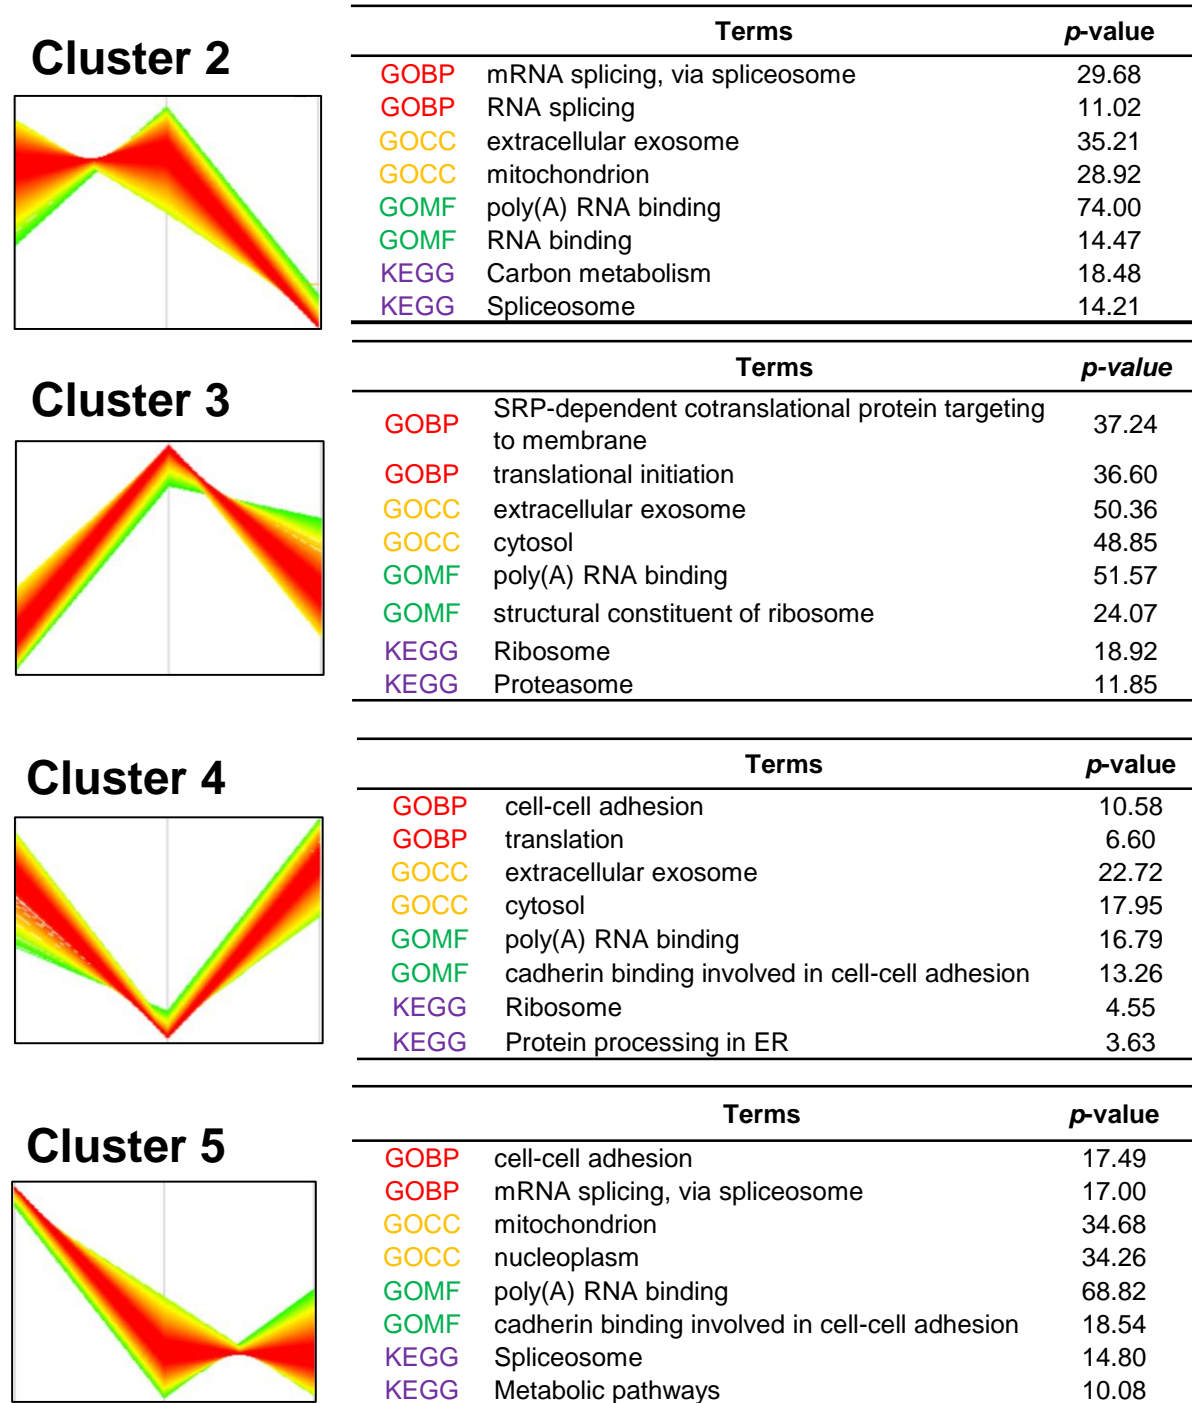 Cluster 2
Terms p-value
GOBP mRNA splicing, via spliceosome 29.68
GOBP RNA splicing 11.02
GOCC extracellular exosome 35.21
GOCC mitochondrion 28.92
GOMF poly(A) RNA binding 74.00
GOMF RNA binding 14.47
KEGG Carbon metabolism 18.48
KEGG Spliceosome 14.21
Cluster 3
Terms p-value
GOBP SRP-dependent cotranslational protein targeting
to membrane 37.24
GOBP translational initiation 36.60
GOCC extracellular exosome 50.36
GOCC cytosol 48.85
GOMF poly(A) RNA binding 51.57
GOMF structural constituent of ribosome 24.07
KEGG Ribosome 18.92
KEGG Proteasome 11.85
Cluster 4
Terms p-value
GOBP cell-cell adhesion 10.58
GOBP translation 6.60
GOCC extracellular exosome 22.72
GOCC cytosol 17.95
GOMF poly(A) RNA binding 16.79
GOMF cadherin binding involved in cell-cell adhesion 13.26
KEGG Ribosome 4.55
KEGG Protein processing in ER 3.63
Cluster 5
Terms p-value
GOBP cell-cell adhesion 17.49
GOBP mRNA splicing, via spliceosome 17.00
GOCC mitochondrion 34.68
GOCC nucleoplasm 34.26
GOMF poly(A) RNA binding 68.82
GOMF cadherin binding involved in cell-cell adhesion 18.54
KEGG Spliceosome 14.80
KEGG Metabolic pathways 10.08